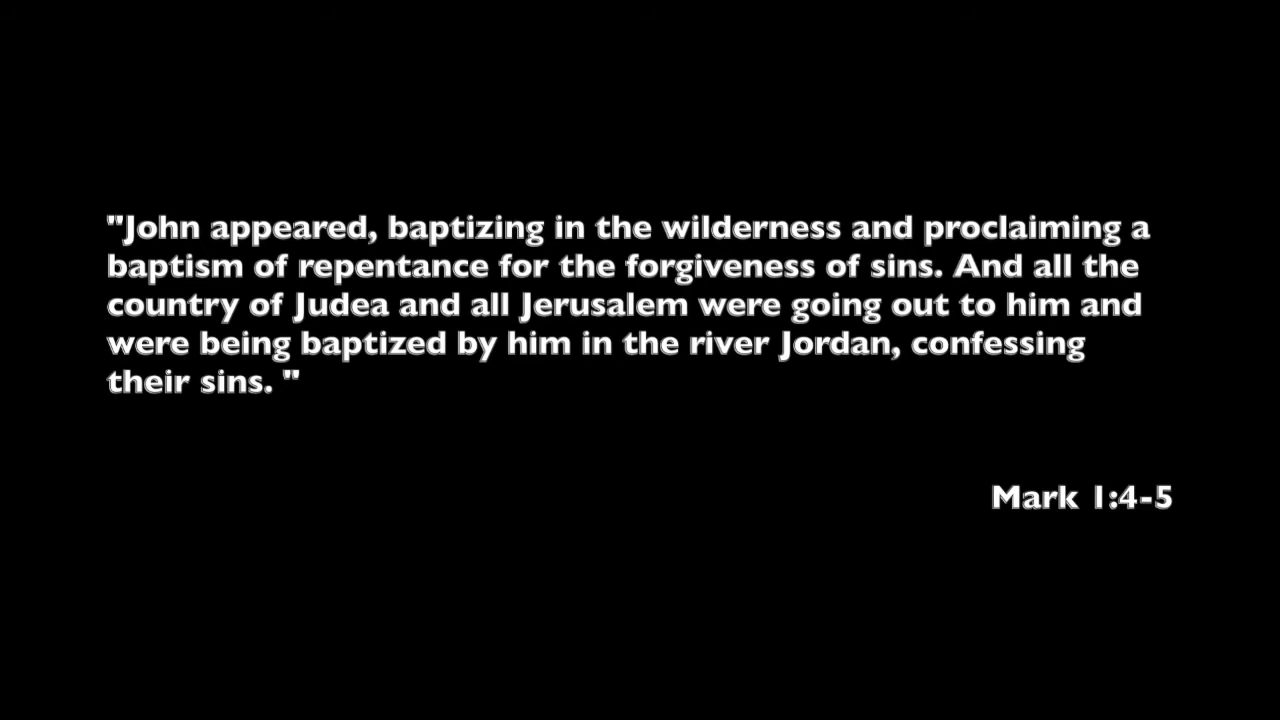 "John appeared, baptizing in the wilderness and proclaiming a
baptism of repentance for the forgiveness of sins. And all the
country of Judea and all Jerusalem were going out to him and
were being baptized by him in the river Jordan, confessing
their sins. "
Mark 1:4-5